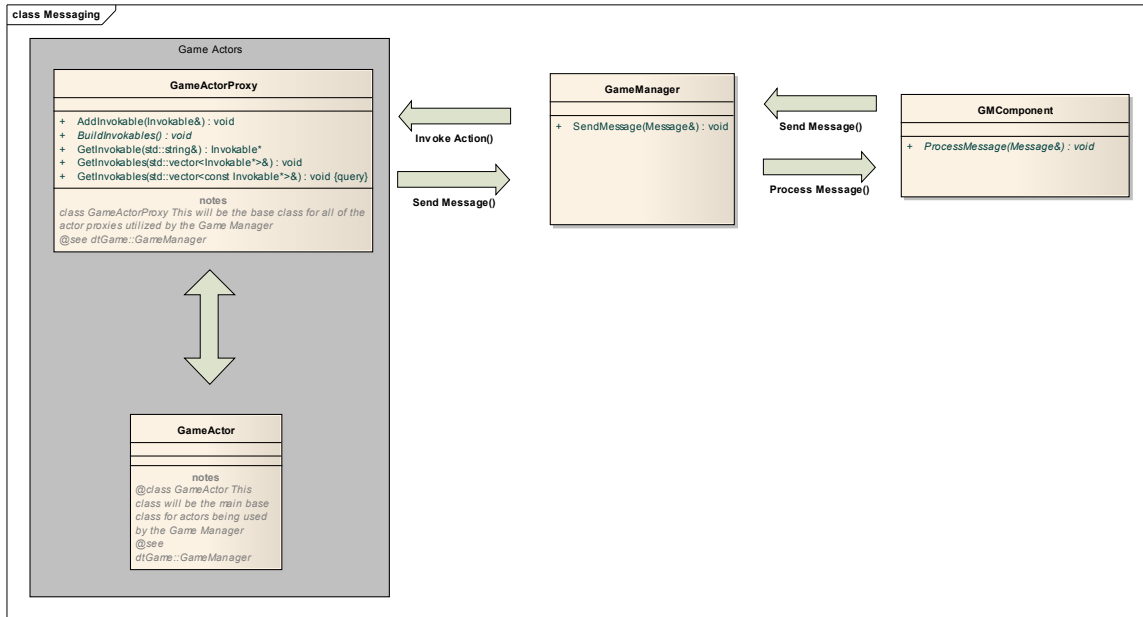 class Messaging
Game Actors
GameActorProxy
+ AddInvokable(Invokable&) : void
+ BuildInvokables() : void
+ GetInvokable(std::string&) : Invokable*
+ GetInvokables(std::vector<Invokable*>&) : void
+ GetInvokables(std::vector<const Invokable*>&) : void {query}
notes
class GameActorProxy This will be the base class for all of the
actor proxies utilized by the Game Manager
@see dtGame::GameManager
Invoke Action()
Send Message()
GameManager
+ SendMessage(Message&) : void
Send Message()
Process Message()
GMComponent
+ ProcessMessage(Message&) : void
GameActor
notes
@class GameActor This
class will be the main base
class for actors being used
by the Game Manager
@see
dtGame::GameManager